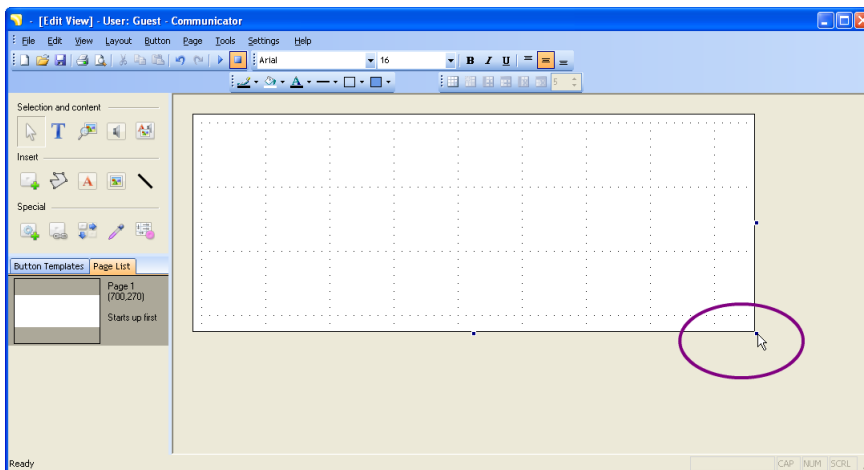 - [Edit View] - User: Guest - Communicator
File Edit View Layout Button Page Tools Settings Help
Arial 16 B I U
A 5
Selection and content
T
Insert
A
Special
Button Templates Page List
Page 1
(700,270)
Starts up first
Ready CAP NUM SCRL